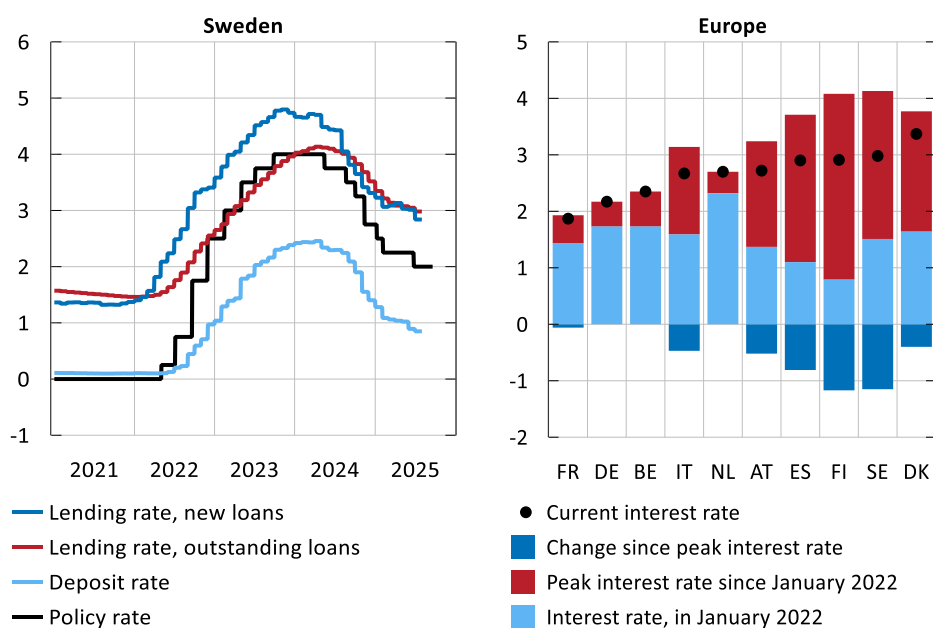 Sweden
6
5
4
3
2
1
0
-1
2021 2022 2023 2024 2025
Lending rate, new loans
Lending rate, outstanding loans
Deposit rate
Policy rate
Europe
5
4
3
2
1
0
-1
-2
FR DE BE IT NL AT ES FI SE DK
Current interest rate
Change since peak interest rate
Peak interest rate since January 2022
Interest rate, in January 2022